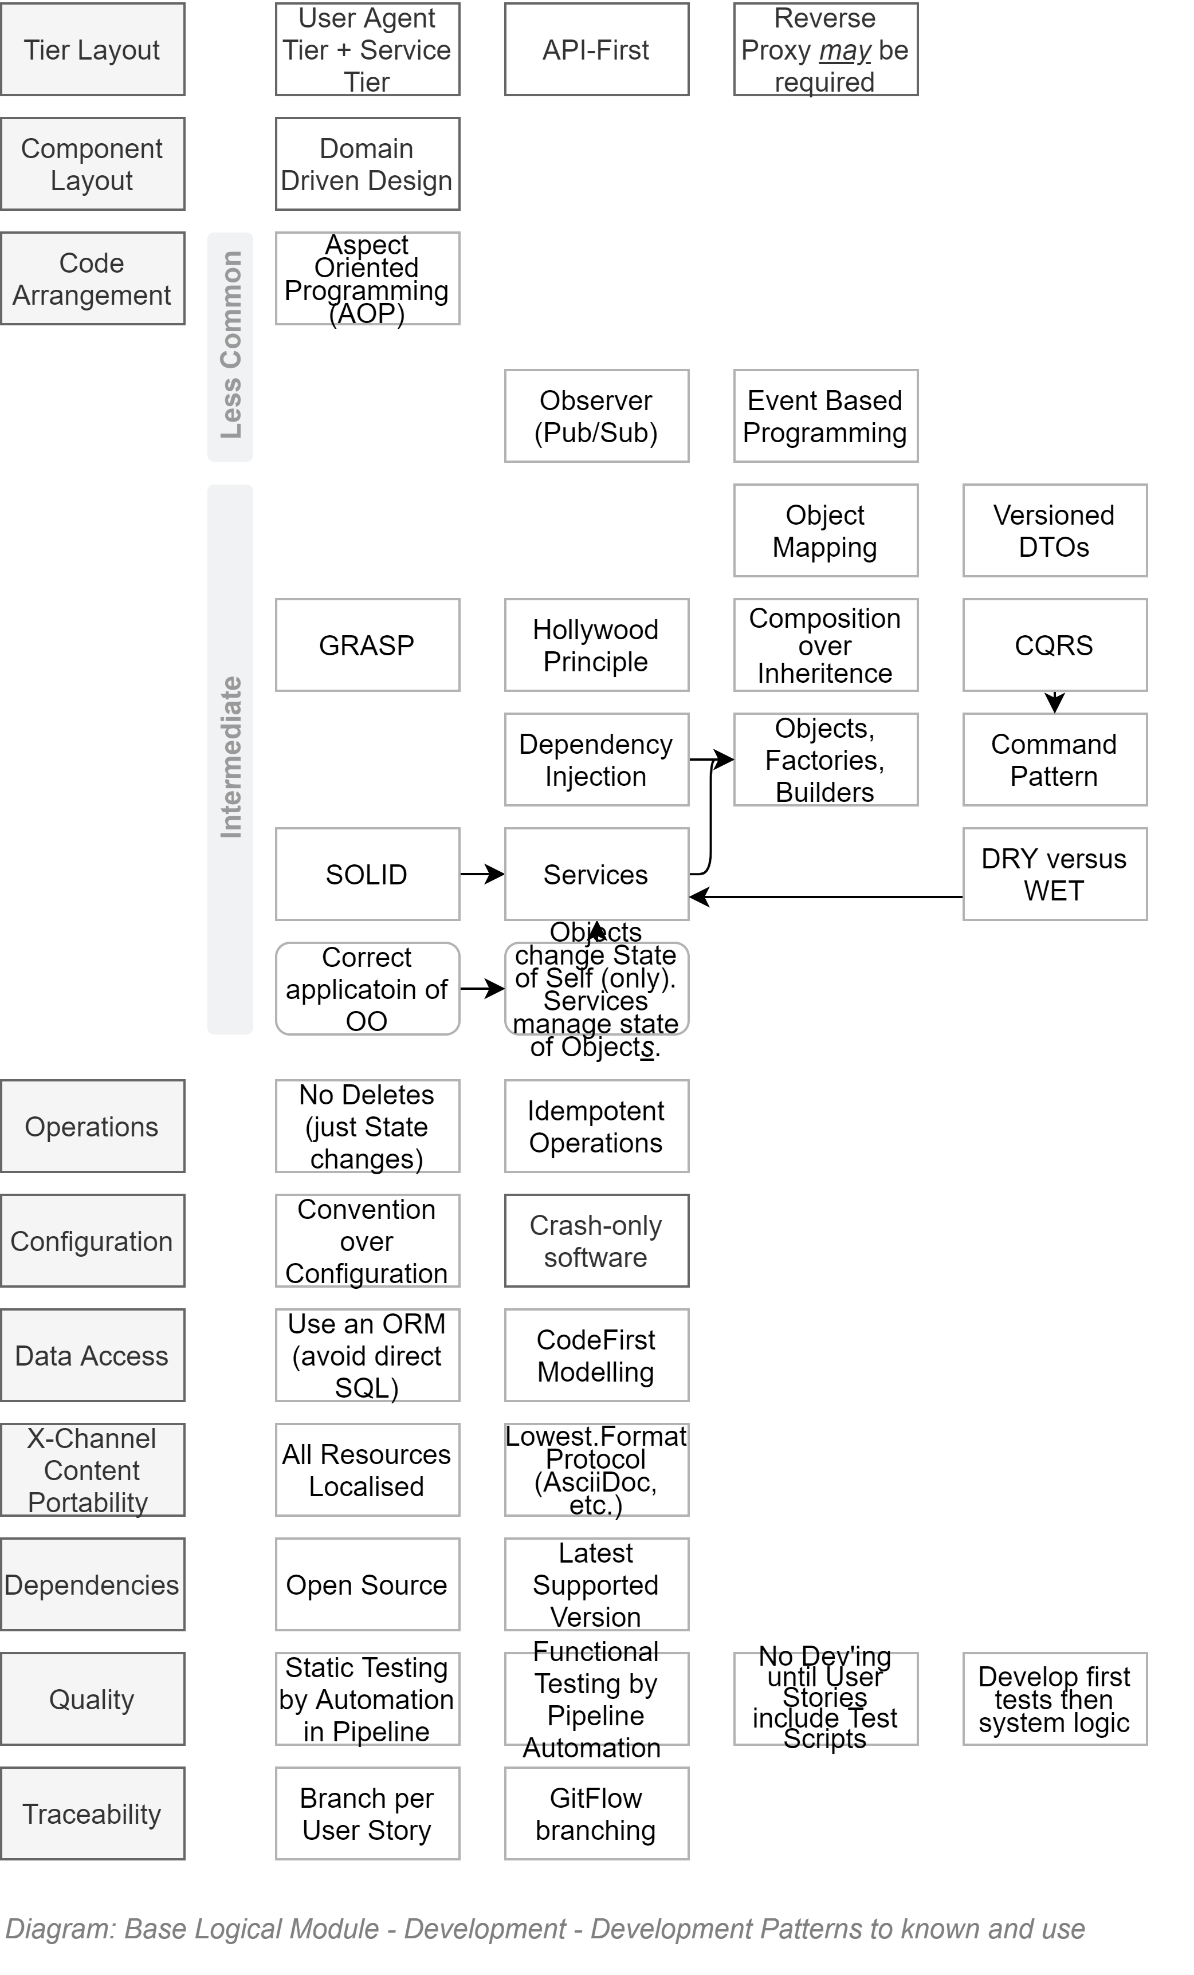 Tier Layout
User Agent
Tier + Service
Tier
API-First
Reverse
Proxy may be
required
Component
Layout
Domain
Driven Design
Code
Arrangement
Less Common
Aspect
Oriented
Programming
(AOP)
Observer
(Pub/Sub)
Event Based
Programming
Intermediate
Object
Mapping
Versioned
DTOs
GRASP
Hollywood
Principle
Composition
over
Inheritence
CQRS
Dependency
Injection
Objects,
Factories,
Builders
Command
Pattern
SOLID
Services
DRY versus
WET
Correct
applicatoin of
OO
Objects
change State
of Self (only).
Services
manage state
of Objects.
Operations
No Deletes
(just State
changes)
Idempotent
Operations
Configuration
Convention
over
Configuration
Crash-only
software
Data Access
Use an ORM
(avoid direct
SQL)
CodeFirst
Modelling
X-Channel
Content
Portability
All Resources
Localised
Lowest.Format
Protocol
(AsciiDoc,
etc.)
Dependencies
Open Source
Latest
Supported
Version
Quality
Static Testing
by Automation
in Pipeline
Functional
Testing by
Pipeline
Automation
No Dev'ing
until User
Stories
include Test
Scripts
Develop first
tests then
system logic
Traceability
Branch per
User Story
GitFlow
branching
Diagram: Base Logical Module - Development - Development Patterns to known and use